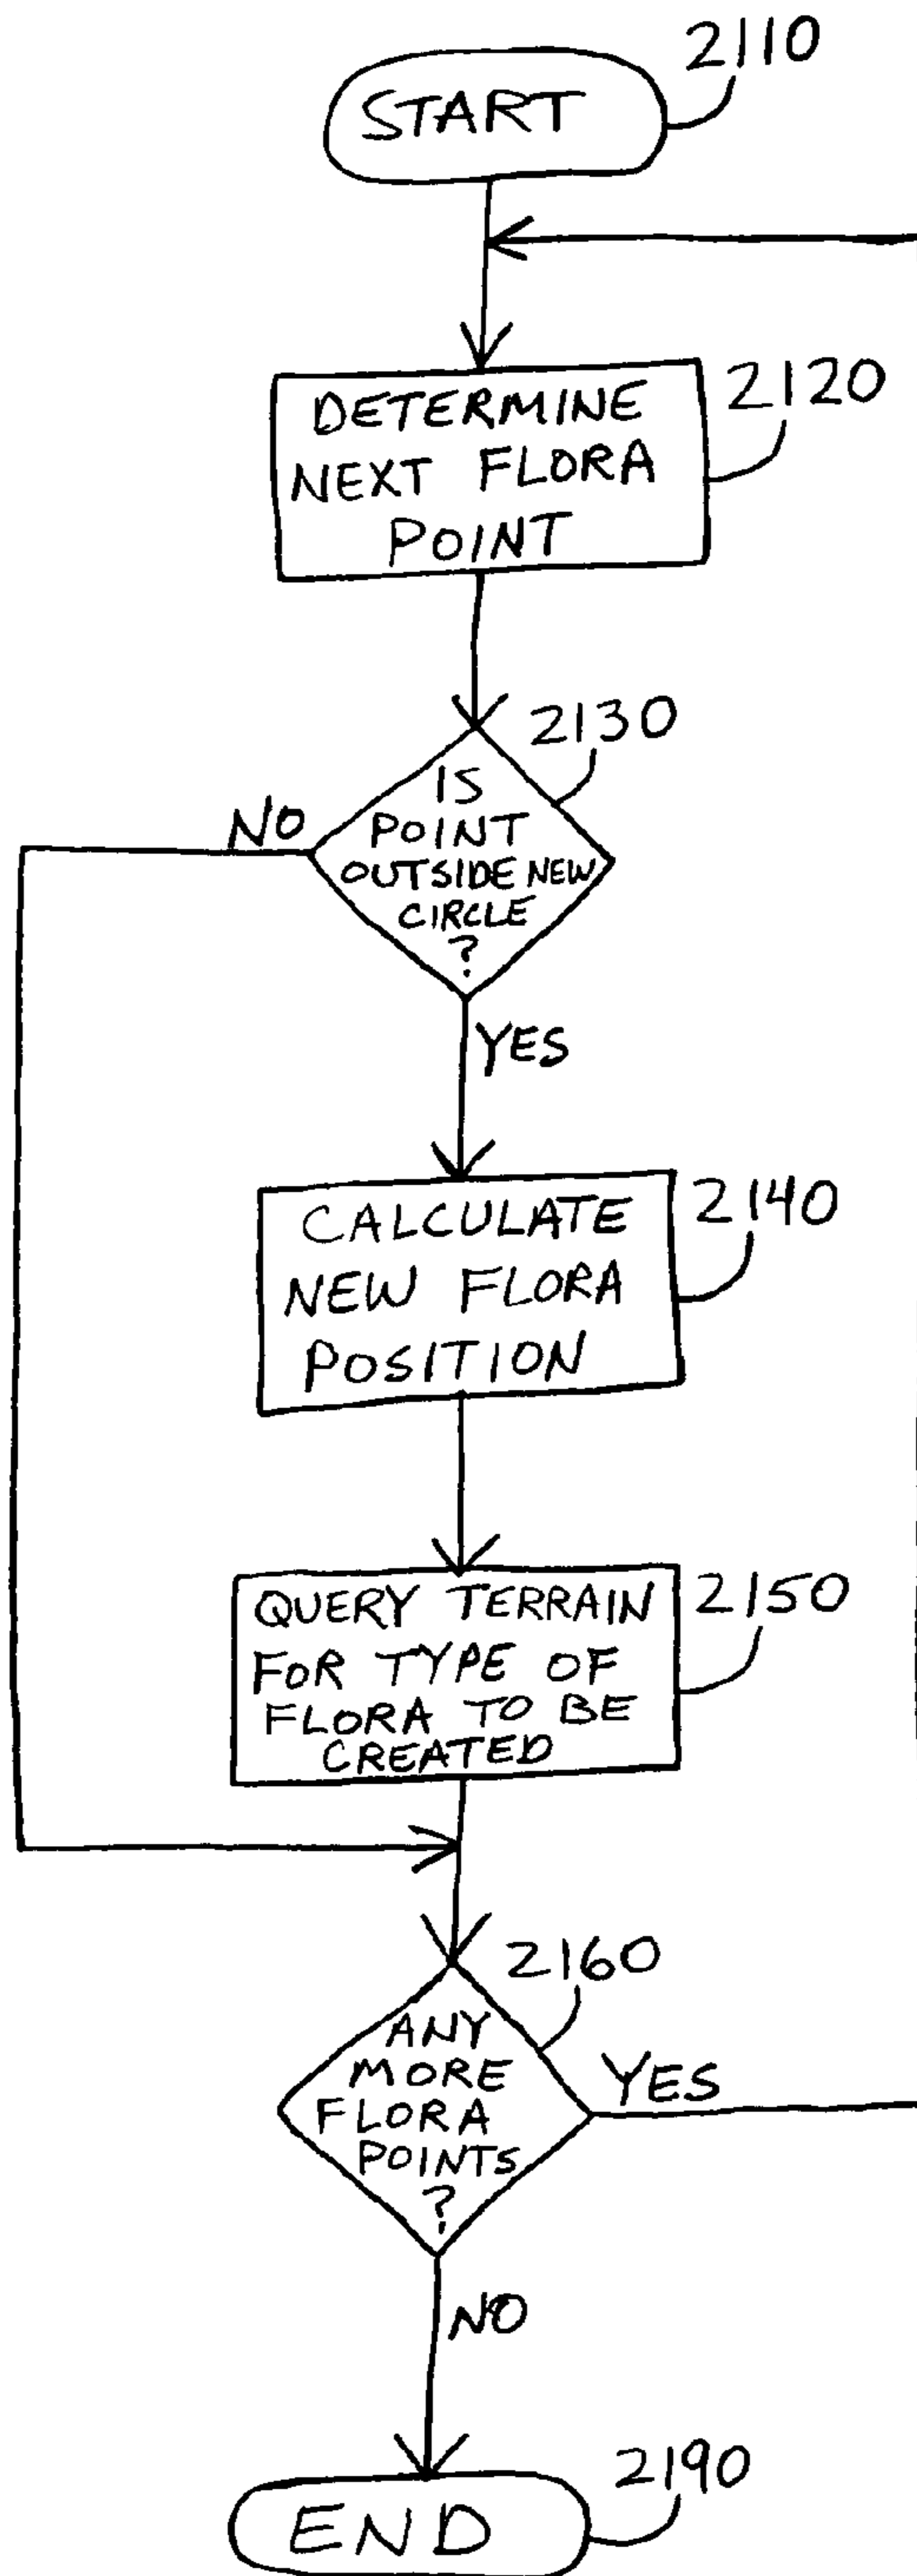 2110
START
2120
DETERMINE
NEXT FLORA
POINT
2130
NO
IS
POINT
OUTSIDE NEW
CIRCLE
?
YES
2140
CALCULATE
NEW FLORA
POSITION
2150
QUERY TERRAIN
FOR TYPE OF
FLORA TO BE
CREATED
2160
ANY
MORE
FLORA
POINTS
?
YES
NO
2190
END